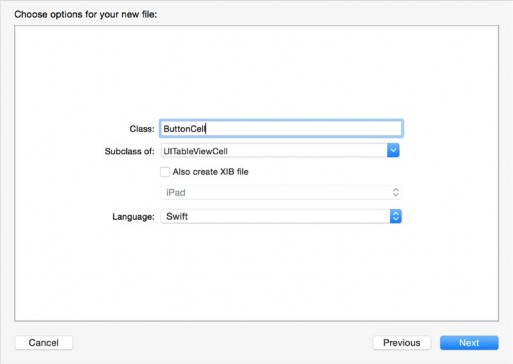 Choose options for your new file:
Class: ButtonCell
Subclass of: UITableViewCell
Also create XIB file
iPad
Language: Swift
Cancel Previous Next